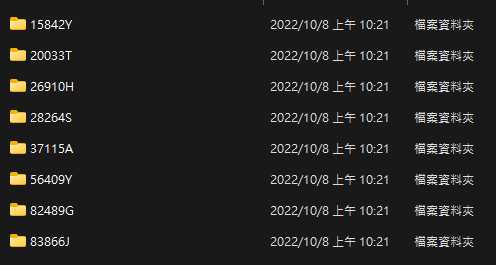 15842Y 2022/10/8 上午 10:21 檔案資料夾
20033T 2022/10/8 上午 10:21 檔案資料夾
26910H 2022/10/8 上午 10:21 檔案資料夾
28264S 2022/10/8 上午 10:21 檔案資料夾
37115A 2022/10/8 上午 10:21 檔案資料夾
56409Y 2022/10/8 上午 10:21 檔案資料夾
82489G 2022/10/8 上午 10:21 檔案資料夾
83866J 2022/10/8 上午 10:21 檔案資料夾